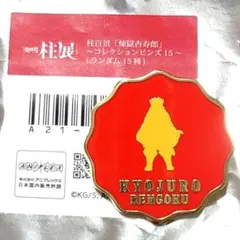 柱展
柱百景「煉獄杏寿郎」
～コレクションピンズ15～
(ランダム15種)
A21-
株式会社アニプレックス
日本国内販売許諾
©KG/S,A
KYOJURO
RENGOKU